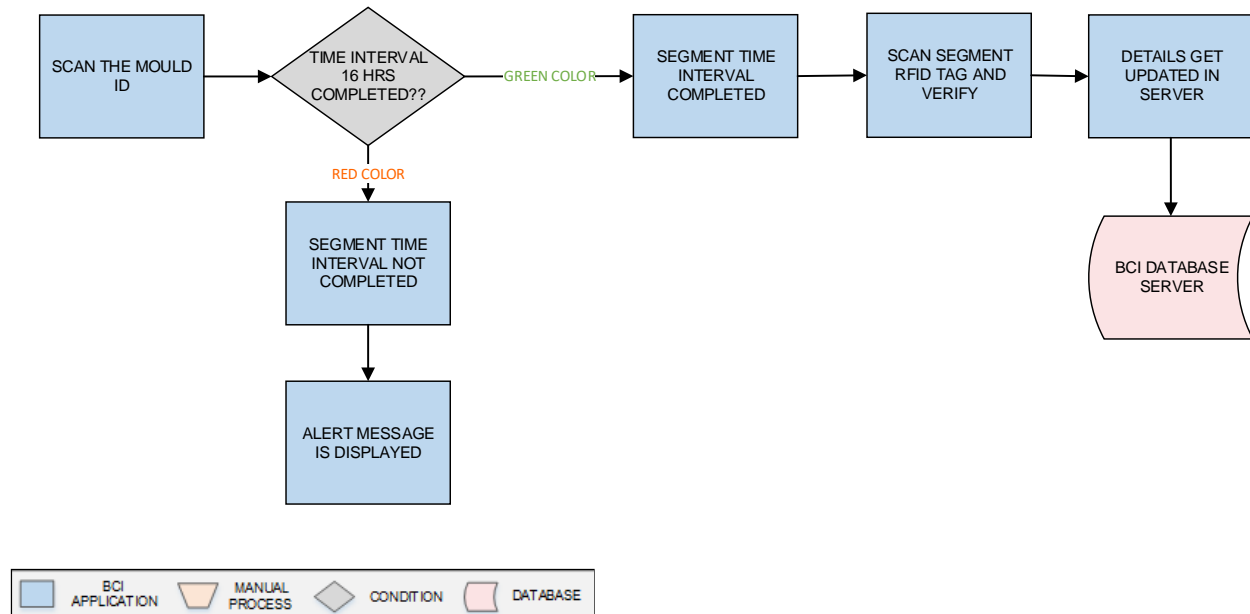 SCAN THE MOULD
ID
TIME INTERVAL
16 HRS
COMPLETED??
GREEN COLOR
SEGMENT TIME
INTERVAL
COMPLETED
SCAN SEGMENT
RFID TAG AND
VERIFY
DETAILS GET
UPDATED IN
SERVER
RED COLOR
SEGMENT TIME
INTERVAL NOT
COMPLETED
BCI DATABASE
SERVER
ALERT MESSAGE
IS DISPLAYED
BCI
APPLICATION
MANUAL
PROCESS
CONDITION
DATABASE